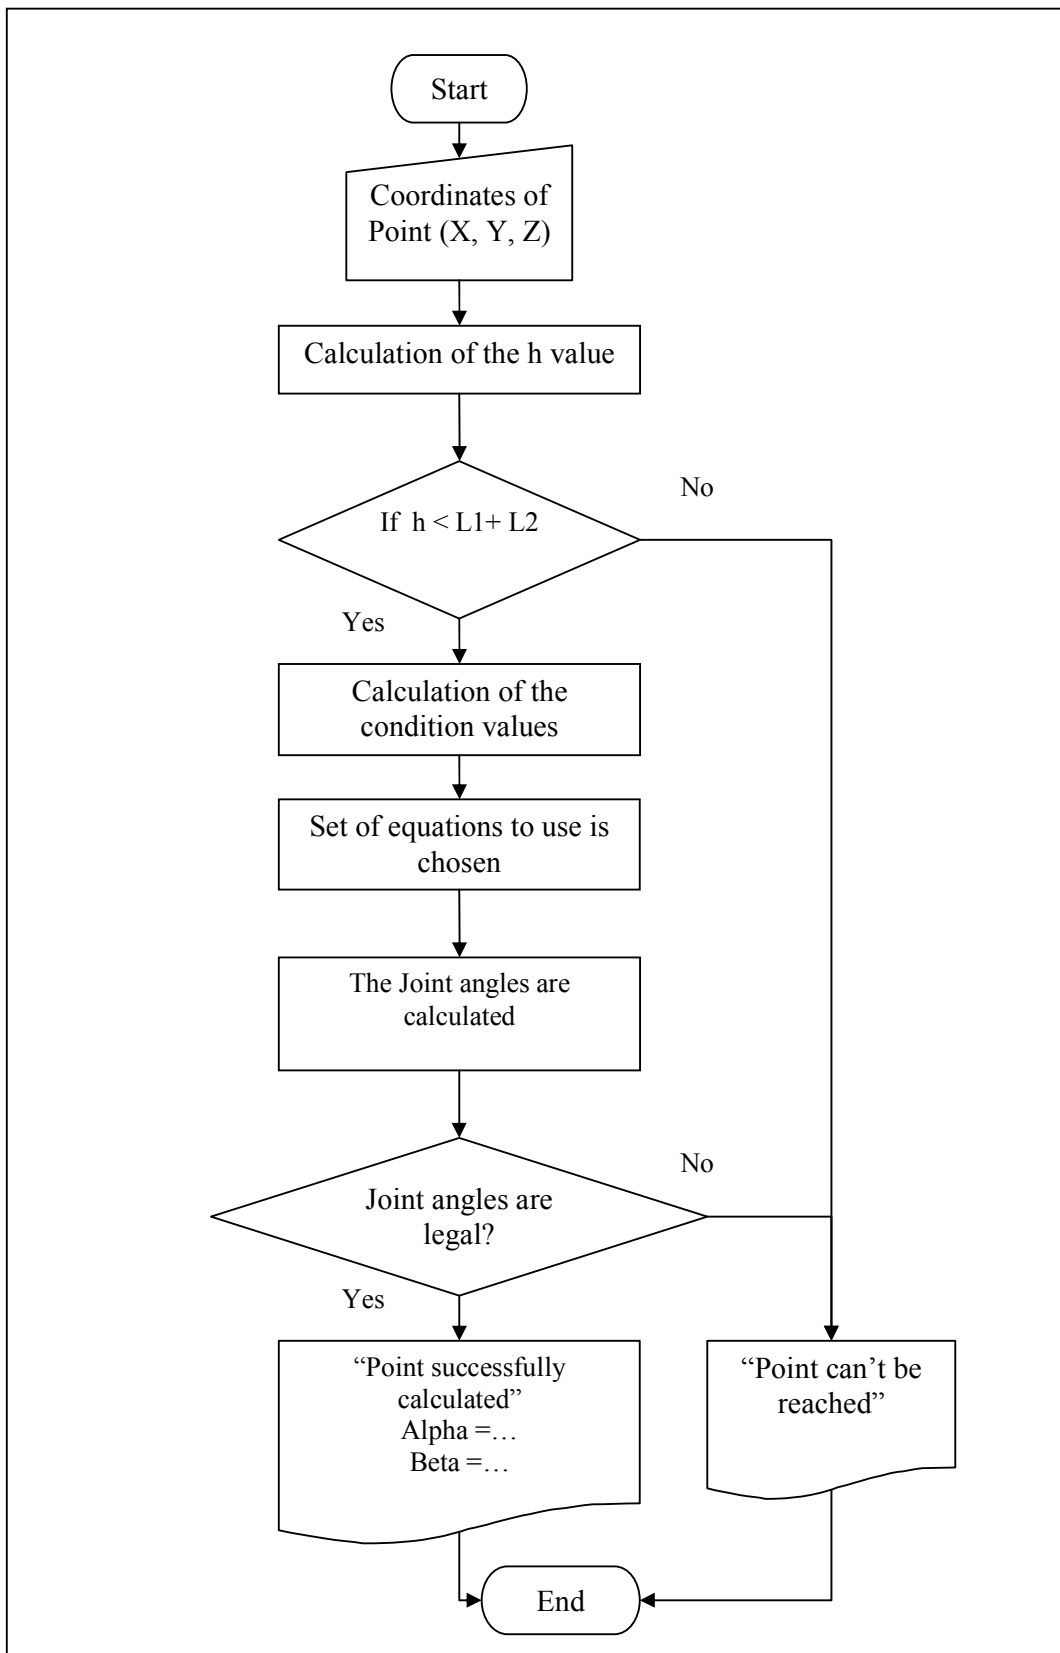 Start
Coordinates of
Point (X, Y, Z)
Calculation of the h value
No
If h < L1+ L2
Yes
Calculation of the
condition values
Set of equations to use is
chosen
The Joint angles are
calculated
No
Joint angles are
legal?
Yes
“Point successfully
calculated”
Alpha =…
Beta =…
“Point can’t be
reached”
End